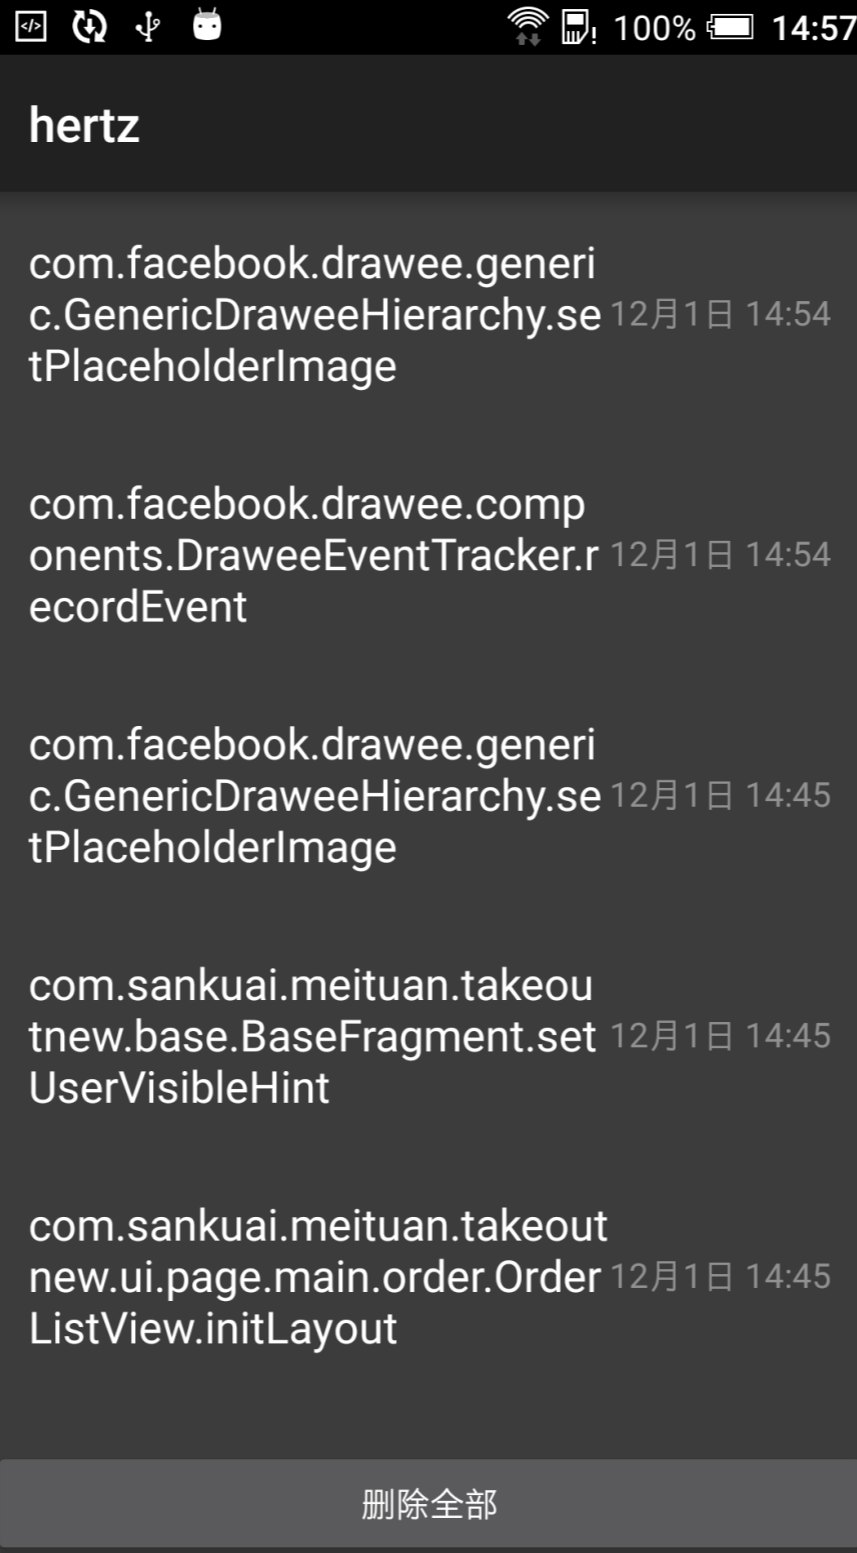 100% 14:57
hertz
com.facebook.drawee.generi
c.GenericDraweeHierarchy.se 12月1日 14:54
tPlaceholderImage
com.facebook.drawee.comp
onents.DraweeEventTracker.r 12月1日 14:54
ecordEvent
com.facebook.drawee.generi
c.GenericDraweeHierarchy.se 12月1日 14:45
tPlaceholderImage
com.sankuai.meituan.takeou
tnew.base.BaseFragment.set 12月1日 14:45
UserVisibleHint
com.sankuai.meituan.takeout
new.ui.page.main.order.Order 12月1日 14:45
ListView.initLayout
删除全部